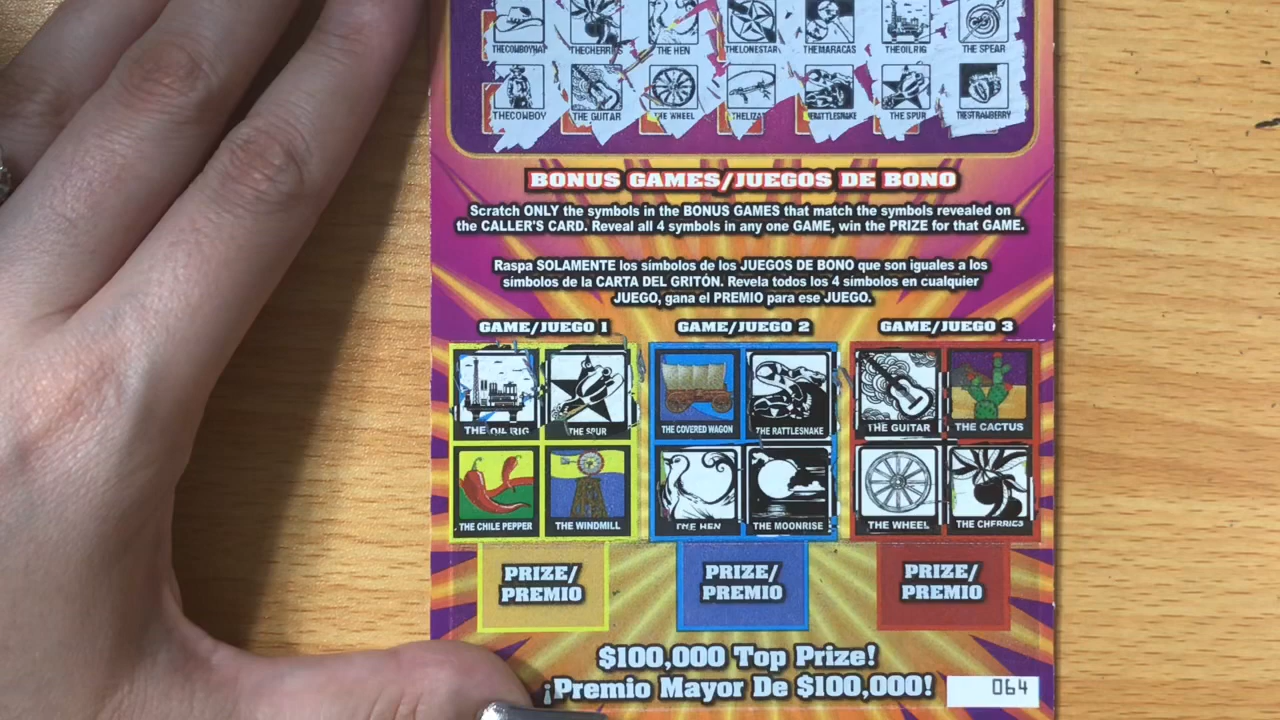 THECOWBOYHAT THECHERRIES THE HEN THELONESTAR THEMARACAS THEOILRIG THE SPEAR
THECOWBOY THE GUITAR THE WHEEL RATTLESNAKE THE SPUR THESTRAWBERRY
BONUS GAMES/JUEGOS DE BONO
Scratch ONLY the symbols in the BONUS GAMES that match the symbols revealed on
the CALLER'S CARD. Reveal all 4 symbols in any one GAME, win the PRIZE for that GAME.
Raspa SOLAMENTE los símbolos de los JUEGOS DE BONO que son iguales a los
símbolos de la CARTA DEL GRITÓN. Revela todos los 4 símbolos en cualquier
JUEGO, gana el PREMIO para ese JUEGO.
GAME/JUEGO 1 GAME/JUEGO 2 GAME/JUEGO 3
THE OIL RIG THE SPUR THE COVERED WAGON THE RATTLESNAKE THE GUITAR THE CACTUS
THE CHILE PEPPER THE WINDMILL THE HEN THE MOONRISE THE WHEEL THE CHERRIES
PRIZE/ PRIZE/ PRIZE/
PREMIO PREMIO PREMIO
$100,000 Top Prize!
¡Premio Mayor De $100,000!
064